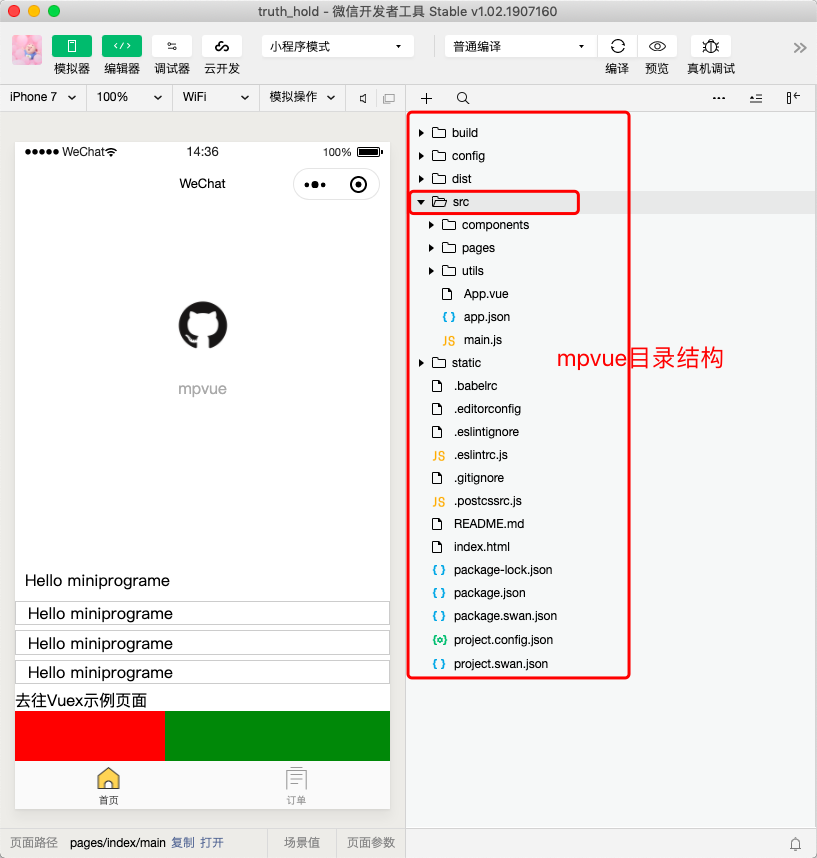 truth_hold - 微信开发者工具 Stable v1.02.1907160
模拟器 编辑器 调试器 云开发
小程序模式
普通编译
编译 预览 真机调试
iPhone 7 100% WiFi 模拟操作
WeChat 14:36 100%
WeChat
mpvue
Hello miniprograme
Hello miniprograme
Hello miniprograme
Hello miniprograme
去往Vuex示例页面
首页 订单
页面路径 pages/index/main 复制 打开 场景值 页面参数
build
config
dist
src
components
pages
utils
App.vue
{ } app.json
JS main.js
static
.babelrc
.editorconfig
.eslintignore
JS .eslintrc.js
.gitignore
JS .postcssrc.js
README.md
index.html
{ } package-lock.json
{ } package.json
{ } package.swan.json
project.config.json
{ } project.swan.json
mpvue目录结构